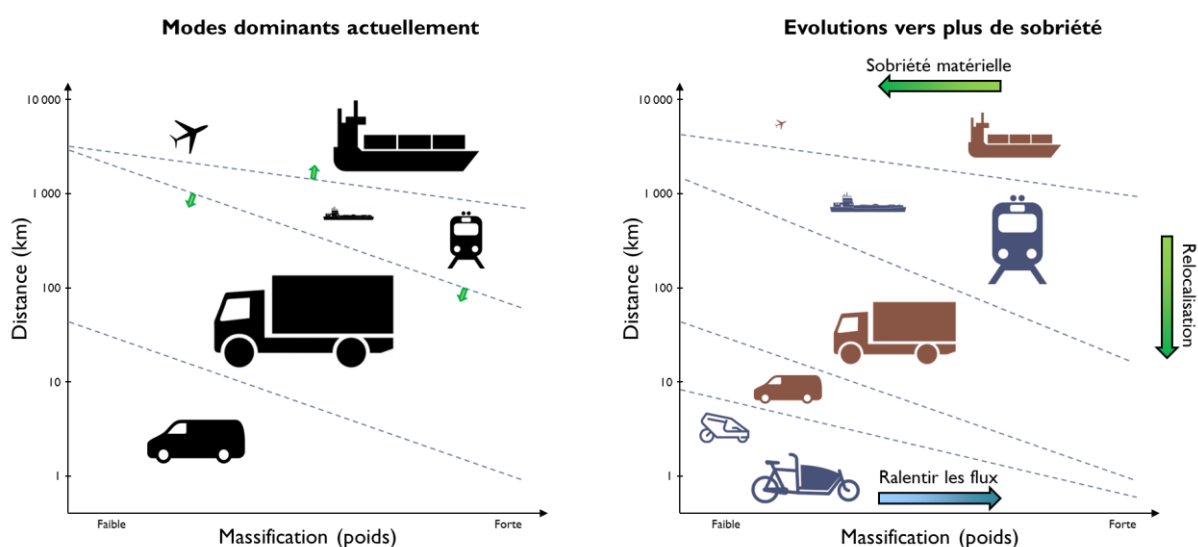 Modes dominants actuellement
10 000
1 000
100
10
1
Distance (km)
Faible
Forte
Massification (poids)
Evolutions vers plus de sobriété
Sobriété matérielle
10 000
1 000
100
10
1
Distance (km)
Relocalisation
Ralentir les flux
Faible
Forte
Massification (poids)